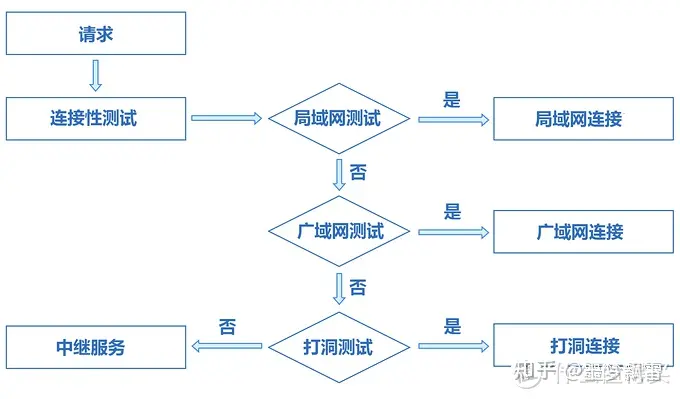 请求
连接性测试
局域网测试
是
局域网连接
否
广域网测试
是
广域网连接
否
中继服务
否
打洞测试
是
打洞连接
知乎